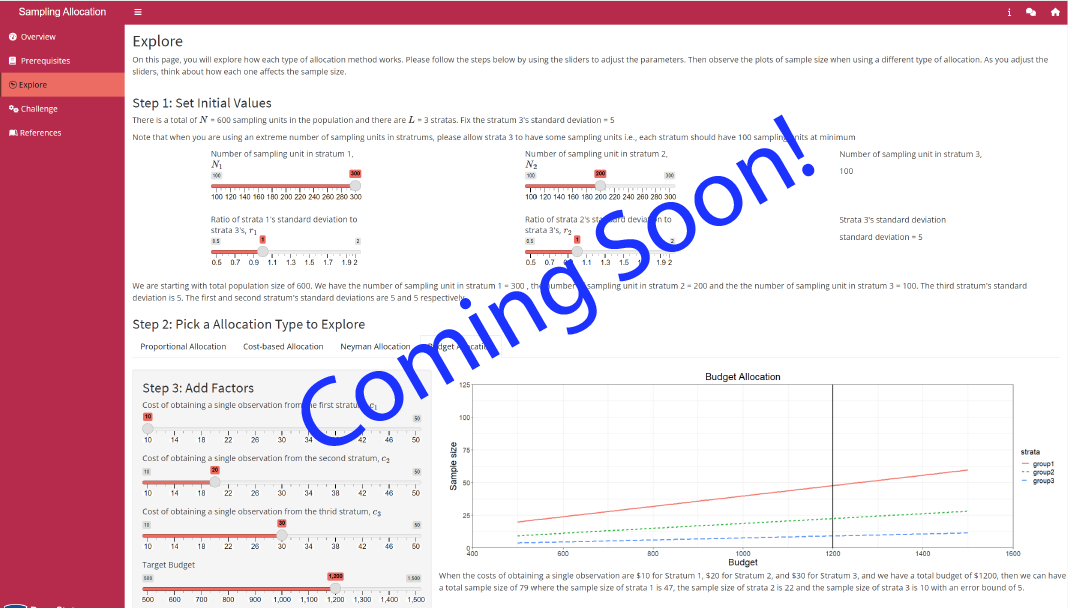 Sampling Allocation
Overview
Prerequisites
Explore
Challenge
References
Explore
On this page, you will explore how each type of allocation method works. Please follow the steps below by using the sliders to adjust the parameters. Then observe the plots of sample size when using a different type of allocation. As you adjust the
sliders, think about how each one affects the sample size.
Step 1: Set Initial Values
There is a total of N = 600 sampling units in the population and there are L = 3 stratas. Fix the stratum 3's standard deviation = 5
Note that when you are using an extreme number of sampling units in stratums, please allow strata 3 to have some sampling units i.e., each stratum should have 100 sampling units at minimum
Number of sampling unit in stratum 1,
N1
100 300
100 120 140 160 180 200 220 240 260 280 300
Number of sampling unit in stratum 2,
N2
100 200 300
100 120 140 160 180 200 220 240 260 280 300
Number of sampling unit in stratum 3,
100
Ratio of strata 1's standard deviation to
strata 3's, r1
0.5 1 2
0.5 0.7 0.9 1.1 1.3 1.5 1.7 1.9 2
Ratio of strata 2's standard deviation to
strata 3's, r2
0.5 1 2
0.5 0.7 0.9 1.1 1.3 1.5 1.9 2
Strata 3's standard deviation
standard deviation = 5
We are starting with total population size of 600. We have the number of sampling unit in stratum 1 = 300 , the number of sampling unit in stratum 2 = 200 and the the number of sampling unit in stratum 3 = 100. The third stratum's standard
deviation is 5. The first and second stratum's standard deviations are 5 and 5 respectively.
Coming Soon!
Step 2: Pick a Allocation Type to Explore
Proportional Allocation Cost-based Allocation Neyman Allocation Budget Allocation
Step 3: Add Factors
Cost of obtaining a single observation from the first stratum, c1
10 50
10 14 18 22 26 30 34 38 42 46 50
Cost of obtaining a single observation from the second stratum, c2
10 20 50
10 14 18 22 26 30 34 38 42 46 50
Cost of obtaining a single observation from the thrid stratum, c3
10 30 50
10 14 18 22 26 30 34 38 42 46 50
Target Budget
500 1,200 1,500
500 600 700 800 900 1,000 1,100 1,200 1,300 1,400 1,500
Budget Allocation
125
100
75
50
25
0
Sample size
400 600 800 1000 1200 1400 1600
Budget
strata
group1
group2
group3
When the costs of obtaining a single observation are $10 for Stratum 1, $20 for Stratum 2, and $30 for Stratum 3, and we have a total budget of $1200, then we can have
a total sample size of 79 where the sample size of strata 1 is 47, the sample size of strata 2 is 22 and the sample size of strata 3 is 10 with an error bound of 5.